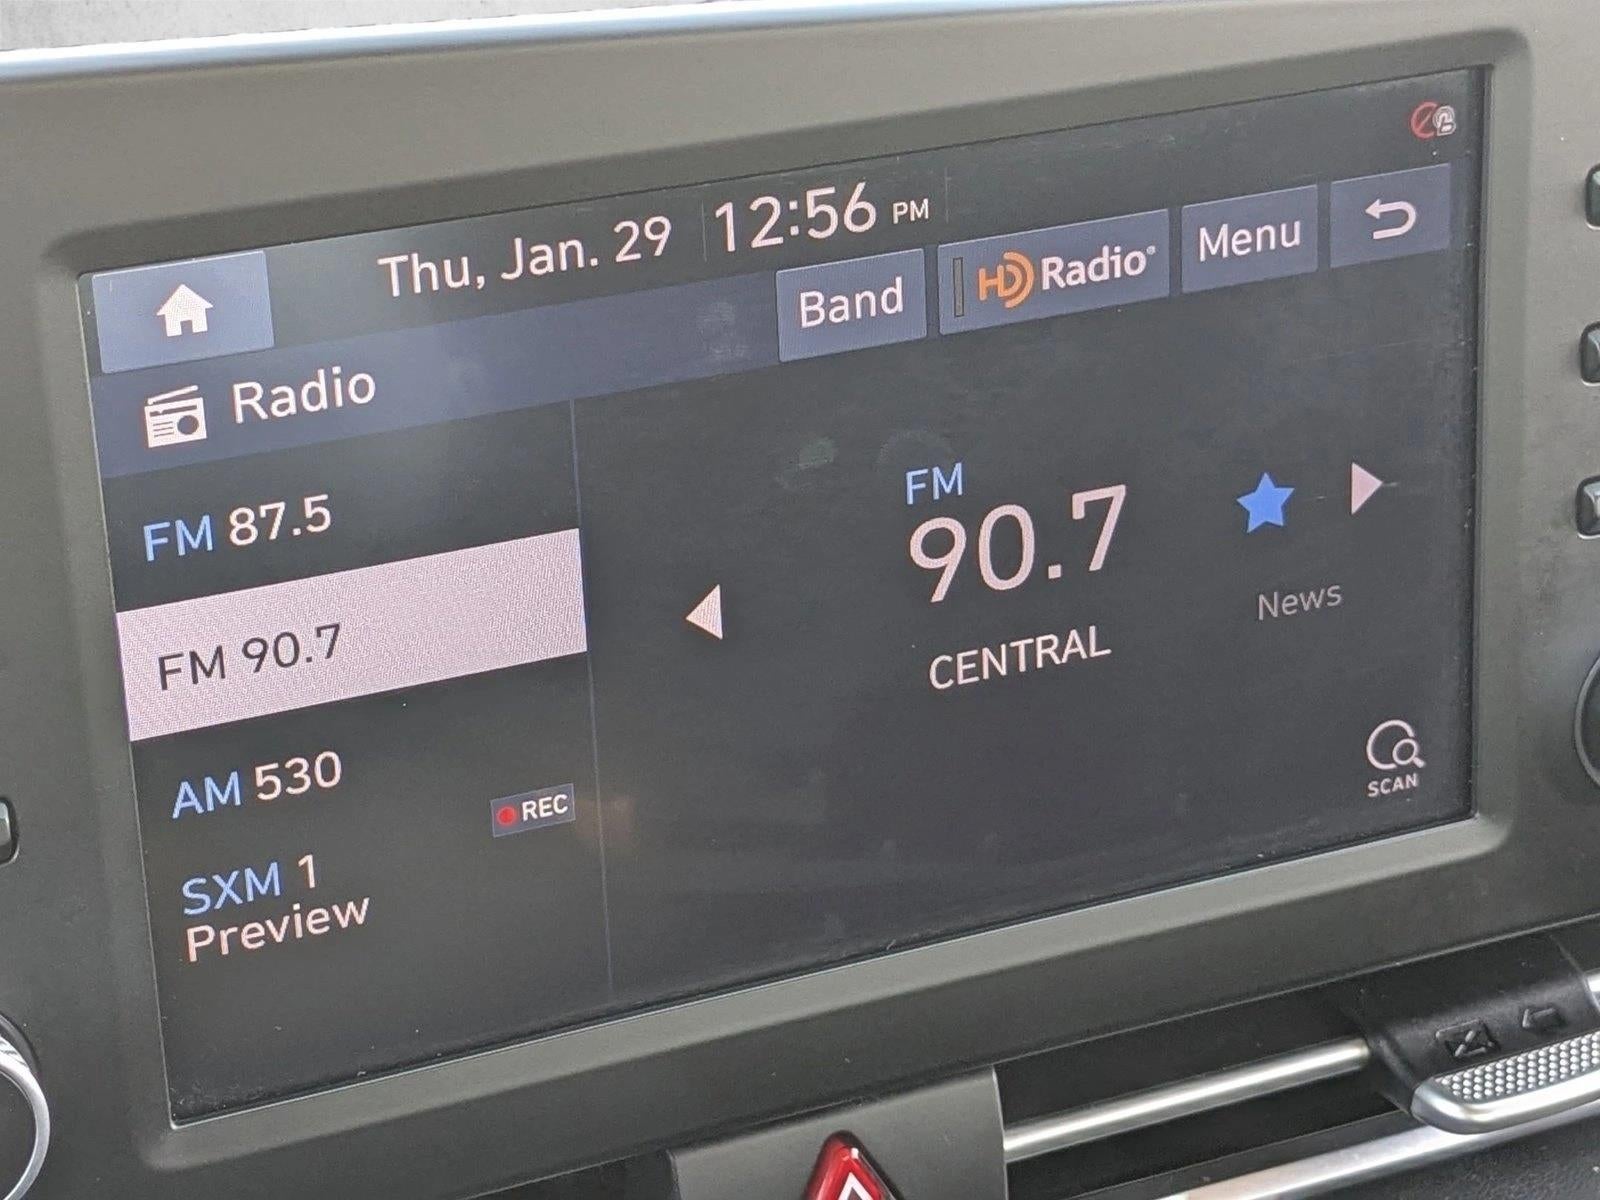 Thu, Jan. 29 12:56 PM
Radio
Band
HD Radio®
Menu
FM 87.5
FM 90.7
AM 530
REC
SXM 1
Preview
FM
90.7
CENTRAL
News
SCAN